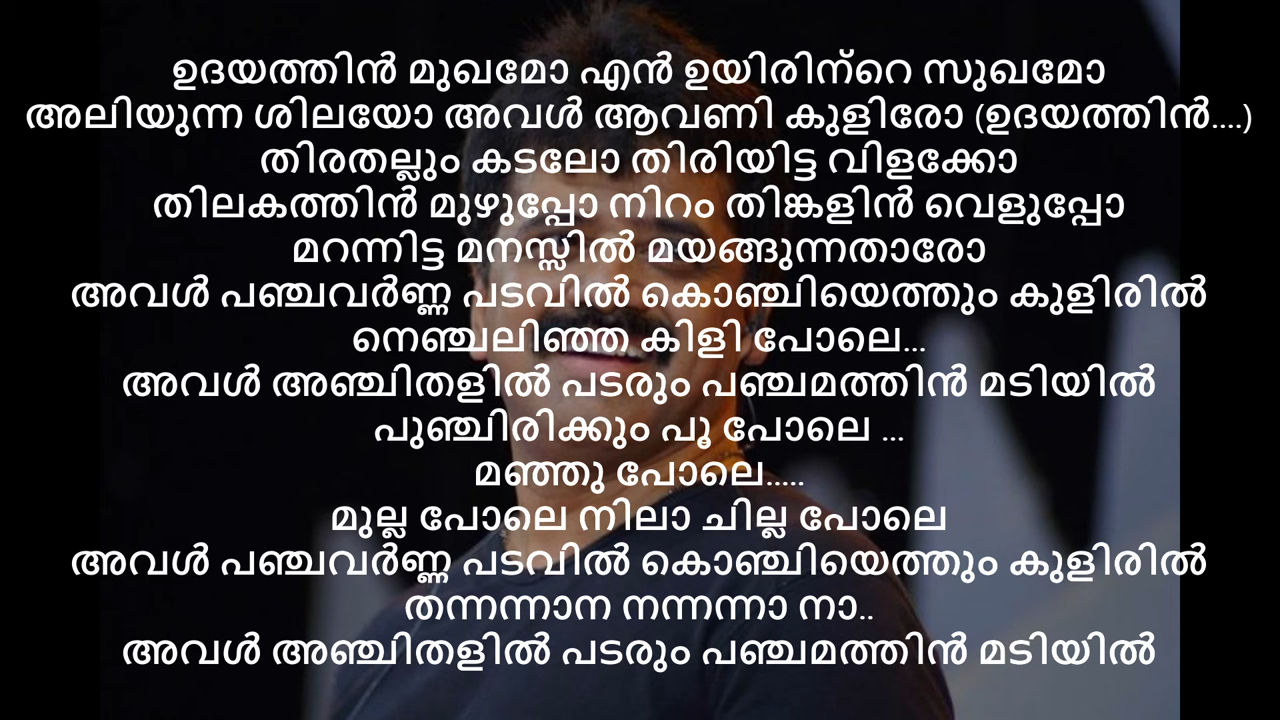 ഉദയത്തിൻ മുഖമോ എൻ ഉയിരിന്റെ സുഖമോ
അലിയുന്ന ശിലയോ അവൾ ആവണി കുളിരോ (ഉദയത്തിൻ....)
തിരതല്ലും കടലോ തിരിയിട്ട വിളക്കോ
തിലകത്തിൻ മുഴുപ്പോ നിറം തിങ്കളിൻ വെളുപ്പോ
മറന്നിട്ട മനസ്സിൽ മയങ്ങുന്നതാരോ
അവൾ പഞ്ചവർണ്ണ പടവിൽ കൊഞ്ചിയെത്തും കുളിരിൽ
നെഞ്ചലിഞ്ഞ കിളി പോലെ...
അവൾ അഞ്ചിതളിൽ പടരും പഞ്ചമത്തിൻ മടിയിൽ
പുഞ്ചിരിക്കും പൂ പോലെ ...
മഞ്ഞു പോലെ.....
മുല്ല പോലെ നിലാ ചില്ല പോലെ
അവൾ പഞ്ചവർണ്ണ പടവിൽ കൊഞ്ചിയെത്തും കുളിരിൽ
തന്നന്നാന നന്നന്നാ നാ..
അവൾ അഞ്ചിതളിൽ പടരും പഞ്ചമത്തിൻ മടിയിൽ